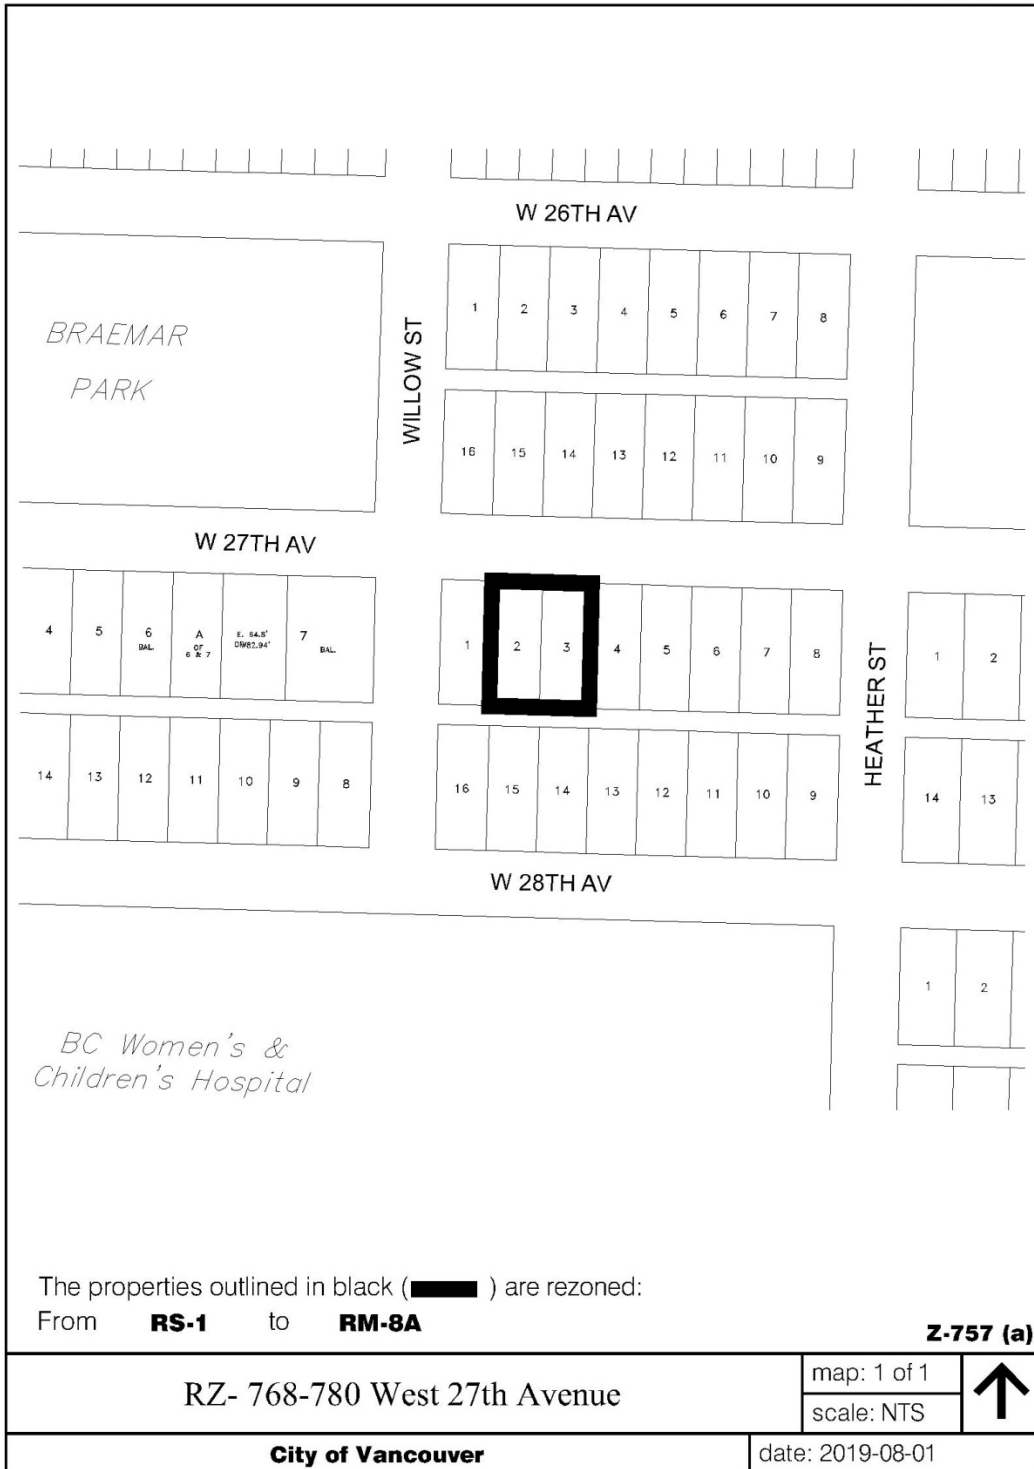 W 26TH AV
BRAEMAR
PARK
WILLOW ST
1 2 3 4 5 6 7 8
16 15 14 13 12 11 10 9
W 27TH AV
4 5 6 BAL. A OF 6 & 7 E. 64.8' OF W82.94' 7 BAL.
1 2 3 4 5 6 7 8
HEATHER ST
1 2
14 13 12 11 10 9 8
16 15 14 13 12 11 10 9
14 13
W 28TH AV
1 2
BC Women's &
Children's Hospital
The properties outlined in black ( ) are rezoned:
From RS-1 to RM-8A
Z-757 (a)
RZ- 768-780 West 27th Avenue
map: 1 of 1
scale: NTS
City of Vancouver
date: 2019-08-01